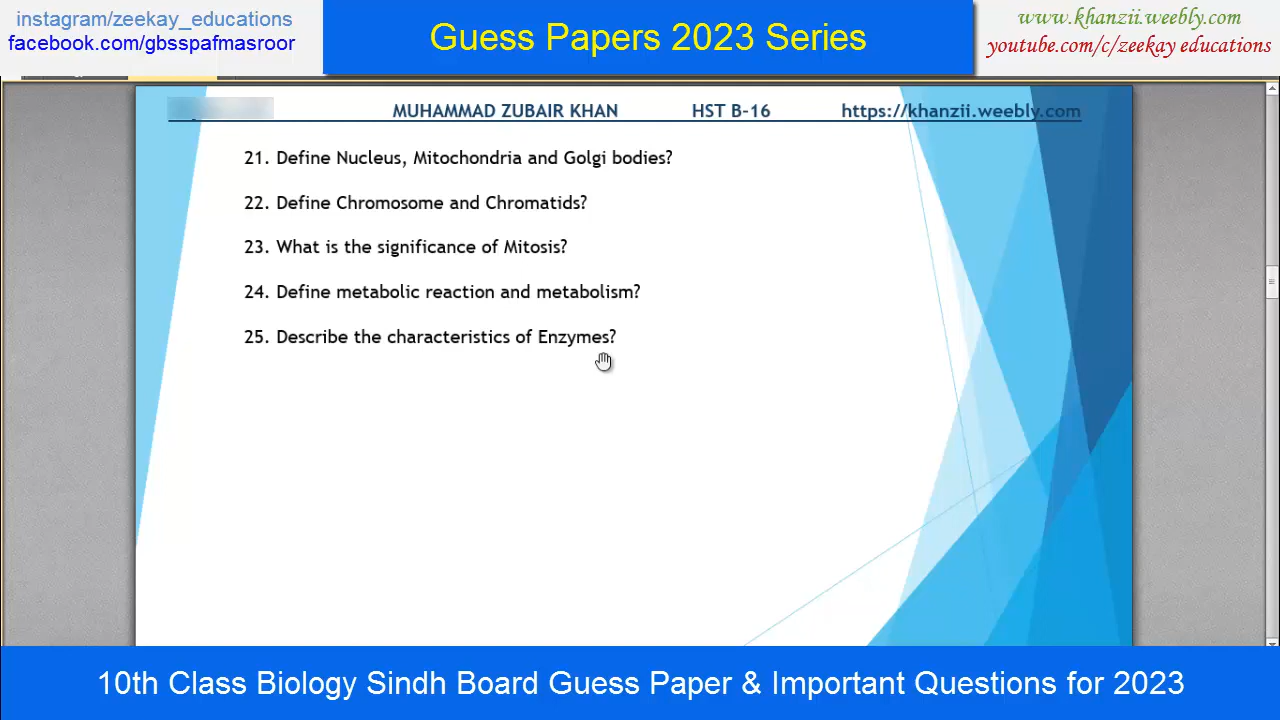 instagram/zeekay_educations
facebook.com/gbsspafmasroor
Guess Papers 2023 Series
www.khanzii.weebly.com
youtube.com/c/zeekay educations
MUHAMMAD ZUBAIR KHAN HST B-16 https://khanzii.weebly.com
21. Define Nucleus, Mitochondria and Golgi bodies?
22. Define Chromosome and Chromatids?
23. What is the significance of Mitosis?
24. Define metabolic reaction and metabolism?
25. Describe the characteristics of Enzymes?
10th Class Biology Sindh Board Guess Paper & Important Questions for 2023